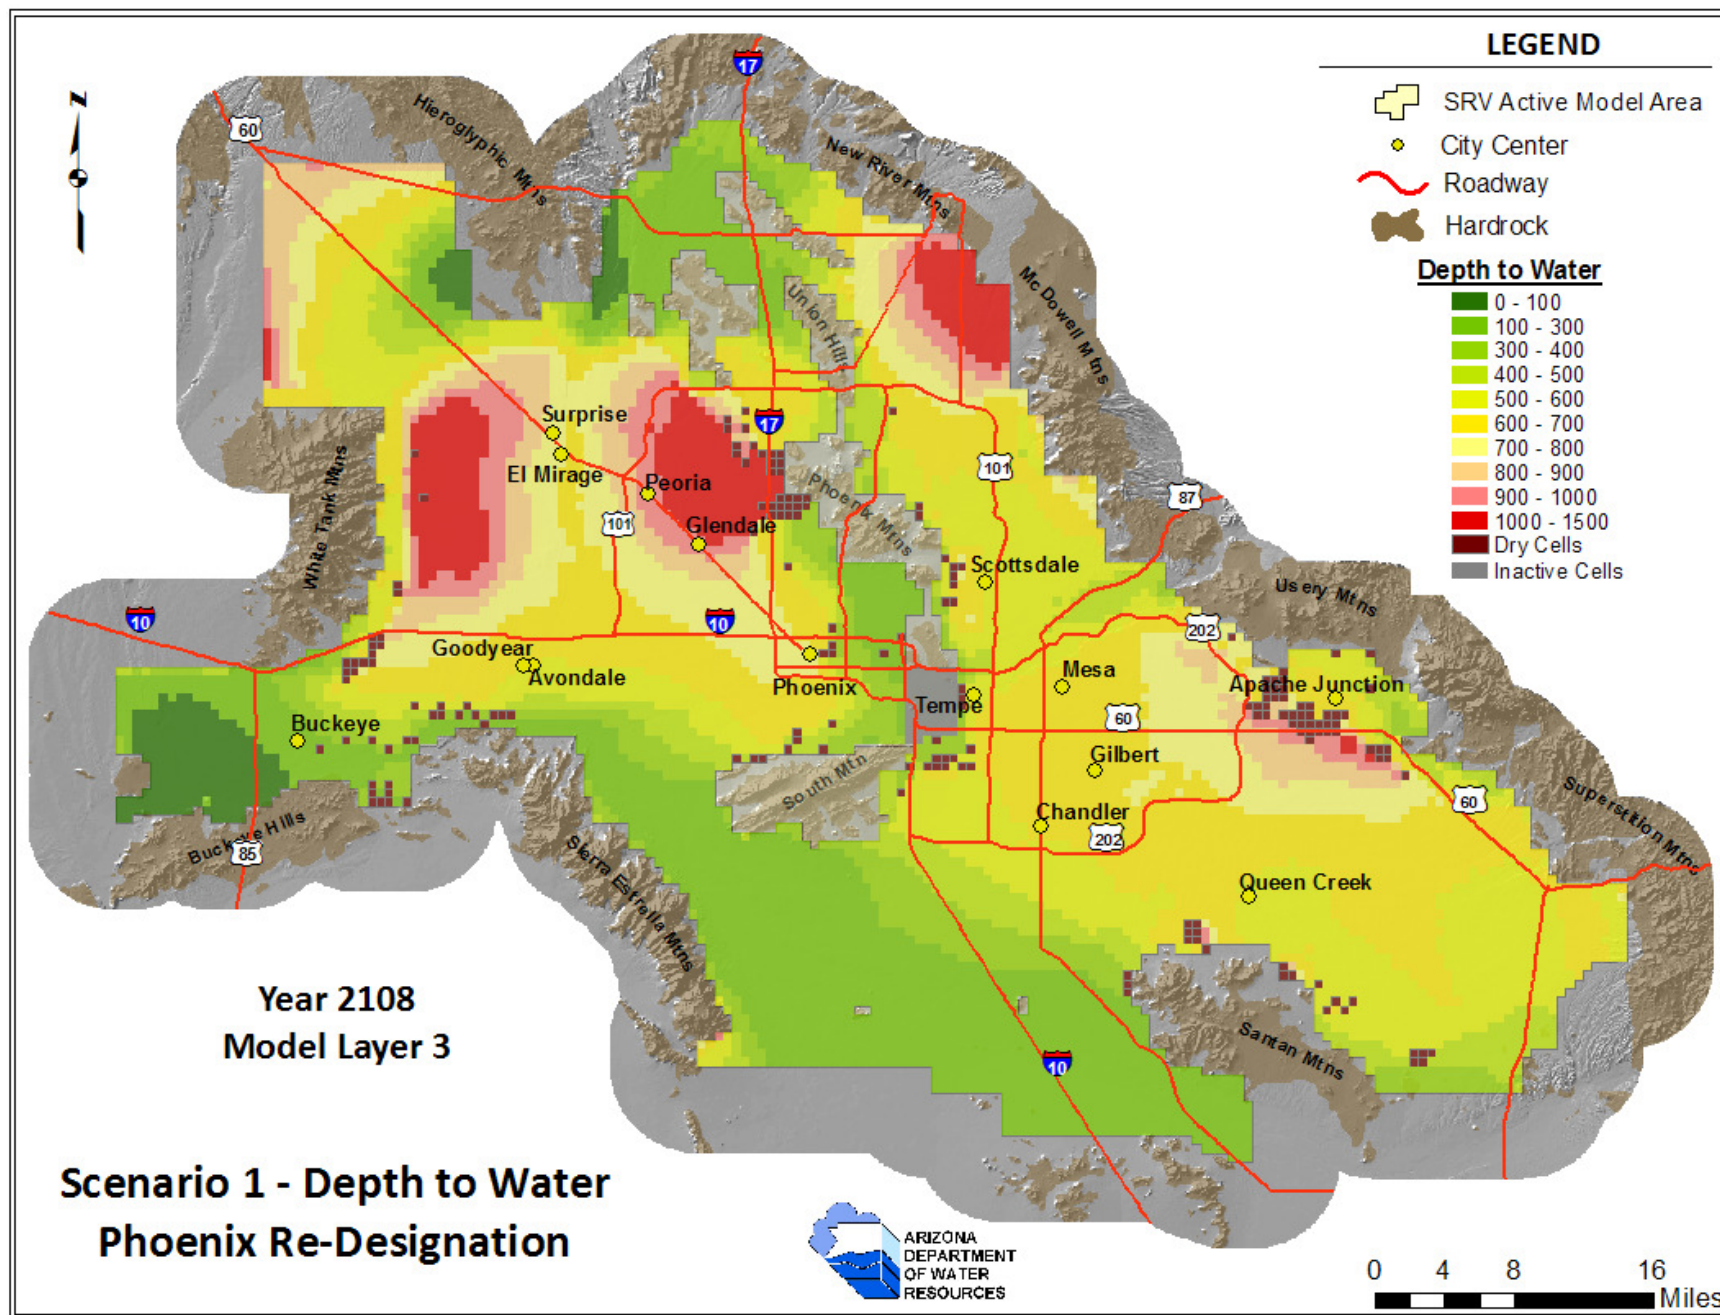 LEGEND
SRV Active Model Area
City Center
Roadway
Hardrock
Depth to Water
0 - 100
100 - 300
300 - 400
400 - 500
500 - 600
600 - 700
700 - 800
800 - 900
900 - 1000
1000 - 1500
Dry Cells
Inactive Cells
N
17
60
Hieroglyphic Mtns
New River Mtns
Mc Dowell Mtns
Union Hills
Surprise
17
El Mirage
101
87
Peoria
Phoenix Mtns
White Tank Mtns
101
Glendale
Scottsdale
Usery Mtns
10
10
202
Goodyear
Avondale
Mesa
Apache Junction
Phoenix
Tempe
60
Buckeye
Gilbert
South Mtn
60
Superstition Mtns
Chandler
202
Buckeye Hills
85
Sierra Estrella Mtns
Queen Creek
Year 2108
Model Layer 3
10
Santan Mtns
Scenario 1 - Depth to Water
Phoenix Re-Designation
ARIZONA
DEPARTMENT
OF WATER
RESOURCES
0 4 8 16
Miles